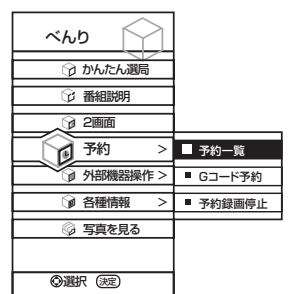 べんり
かんたん選局
番組説明
2画面
予約 >
予約一覧
Gコード予約
予約録画停止
外部機器操作 >
各種情報 >
写真を見る
選択 決定